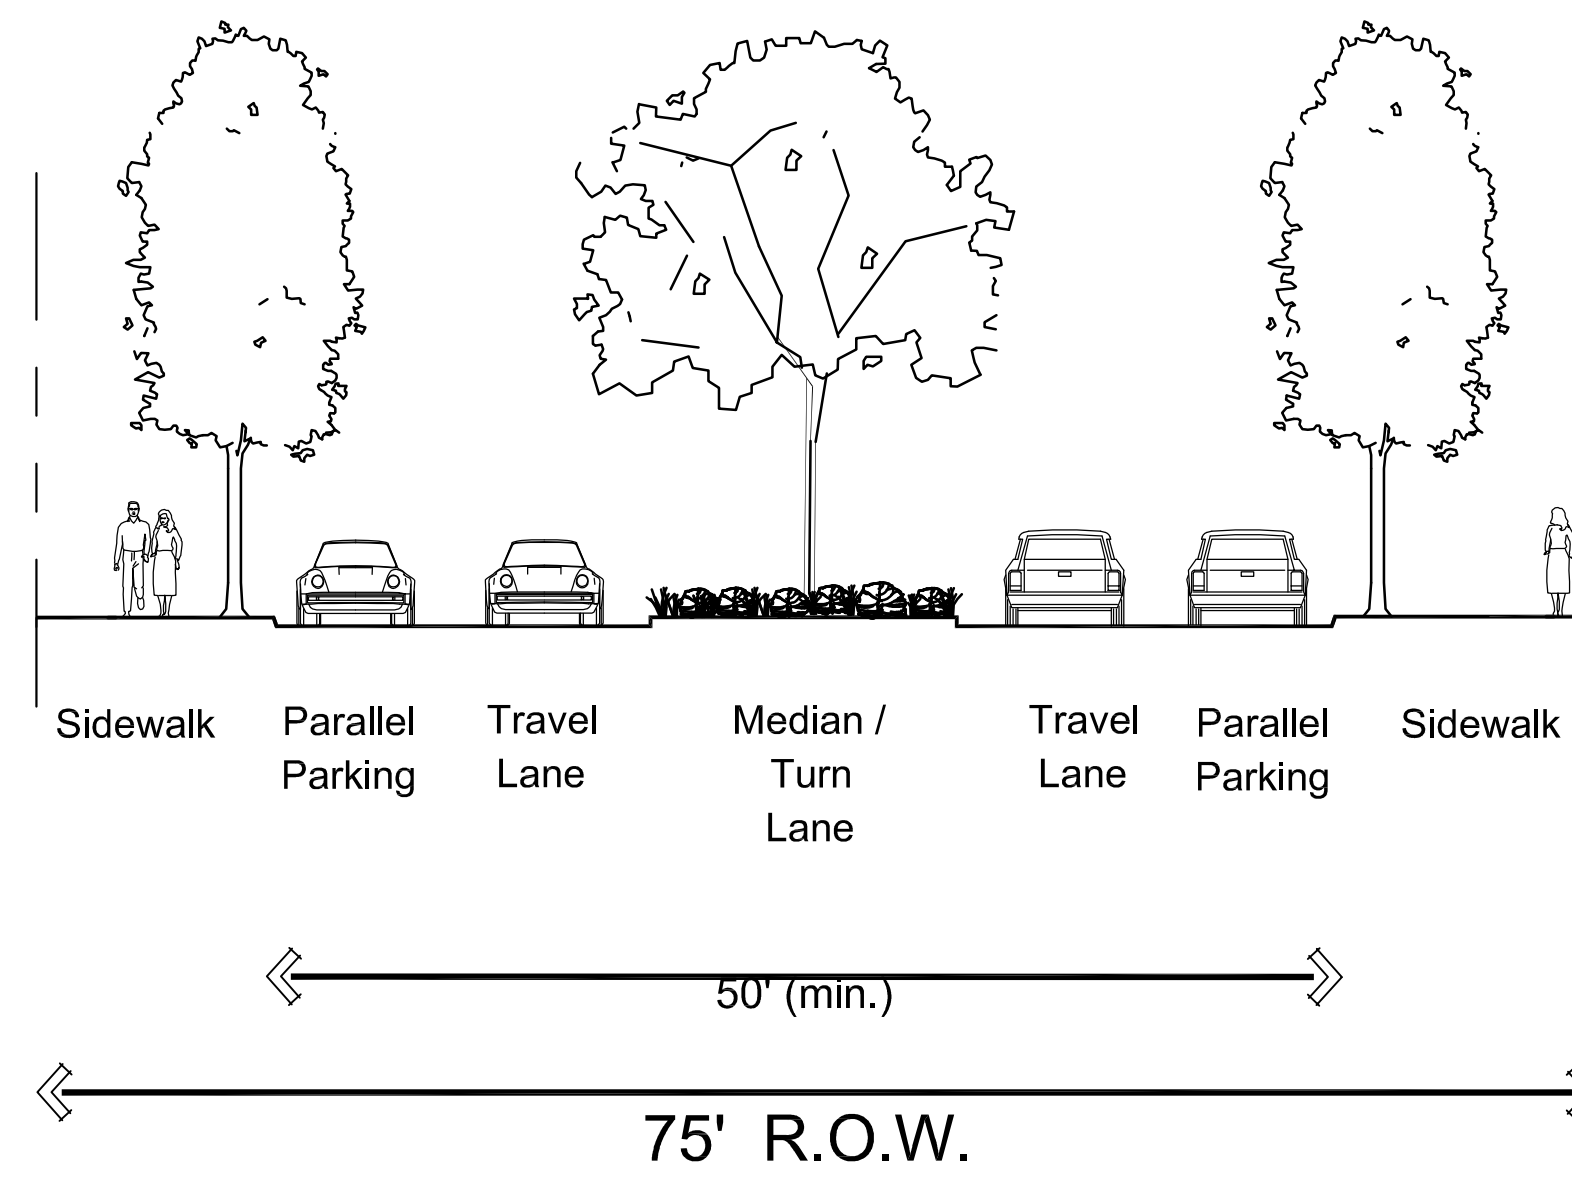 Sidewalk
Parallel
Parking
Travel
Lane
Median /
Turn
Lane
Travel
Lane
Parallel
Parking
Sidewalk
50' (min.)
75' R.O.W.